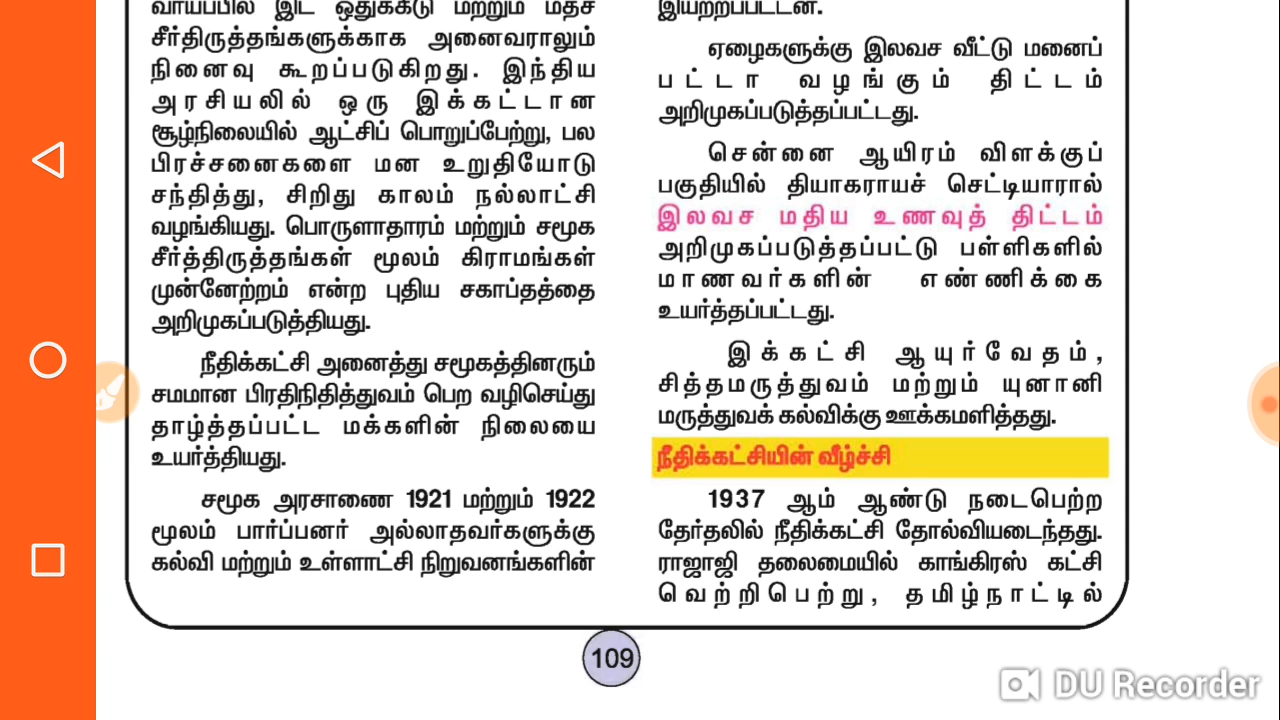 வாய்ப்பில் இட ஒதுக்கீடு மற்றும் மதச்
சீர்திருத்தங்களுக்காக அனைவராலும்
நினைவு கூறப்படுகிறது. இந்திய
அரசியலில் ஒரு இக்கட்டான
சூழ்நிலையில் ஆட்சிப் பொறுப்பேற்று, பல
பிரச்சனைகளை மன உறுதியோடு
சந்தித்து, சிறிது காலம் நல்லாட்சி
வழங்கியது. பொருளாதாரம் மற்றும் சமூக
சீர்த்திருத்தங்கள் மூலம் கிராமங்கள்
முன்னேற்றம் என்ற புதிய சகாப்தத்தை
அறிமுகப்படுத்தியது.
நீதிக்கட்சி அனைத்து சமூகத்தினரும்
சமமான பிரதிநிதித்துவம் பெற வழிசெய்து
தாழ்த்தப்பட்ட மக்களின் நிலையை
உயர்த்தியது.
சமூக அரசாணை 1921 மற்றும் 1922
மூலம் பார்ப்பனர் அல்லாதவர்களுக்கு
கல்வி மற்றும் உள்ளாட்சி நிறுவனங்களின்
இயற்றப்பட்டன.
ஏழைகளுக்கு இலவச வீட்டு மனைப்
பட்டா வழங்கும் திட்டம்
அறிமுகப்படுத்தப்பட்டது.
சென்னை ஆயிரம் விளக்குப்
பகுதியில் தியாகராயச் செட்டியாரால்
இலவச மதிய உணவுத் திட்டம்
அறிமுகப்படுத்தப்பட்டு பள்ளிகளில்
மாணவர்களின் எண்ணிக்கை
உயர்த்தப்பட்டது.
இக்கட்சி ஆயுர்வேதம்,
சித்தமருத்துவம் மற்றும் யுனானி
மருத்துவக் கல்விக்கு ஊக்கமளித்தது.
நீதிக்கட்சியின் வீழ்ச்சி
1937 ஆம் ஆண்டு நடைபெற்ற
தேர்தலில் நீதிக்கட்சி தோல்வியடைந்தது.
ராஜாஜி தலைமையில் காங்கிரஸ் கட்சி
வெற்றிபெற்று, தமிழ்நாட்டில்
109
DU Recorder